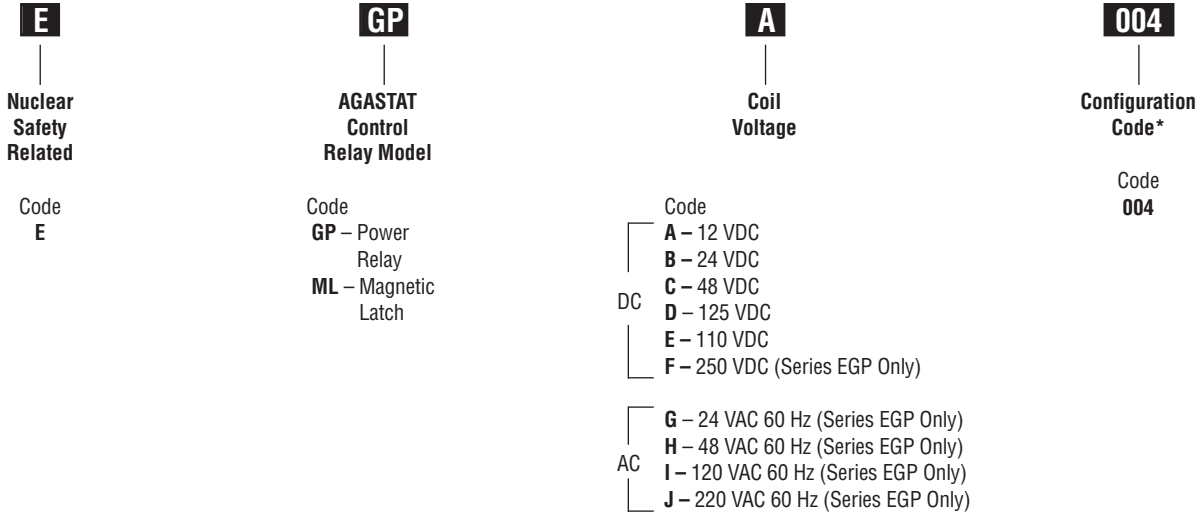 E
GP
A
004
Nuclear
Safety
Related
Code
E
AGASTAT
Control
Relay Model
Code
GP – Power
Relay
ML – Magnetic
Latch
Coil
Voltage
Code
DC
A – 12 VDC
B – 24 VDC
C – 48 VDC
D – 125 VDC
E – 110 VDC
F – 250 VDC (Series EGP Only)
AC
G – 24 VAC 60 Hz (Series EGP Only)
H – 48 VAC 60 Hz (Series EGP Only)
I – 120 VAC 60 Hz (Series EGP Only)
J – 220 VAC 60 Hz (Series EGP Only)
Configuration
Code*
Code
004